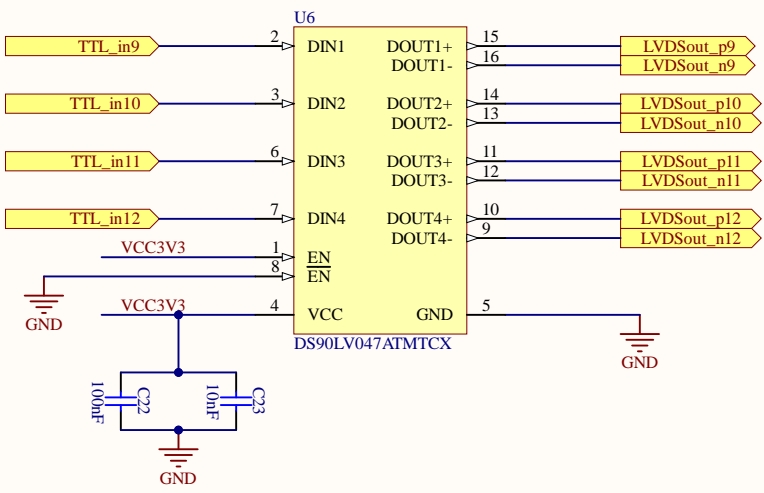 U6
TTL_in9 2 DIN1 DOUT1+ 15 LVDSout_p9
DOUT1- 16 LVDSout_n9
TTL_in10 3 DIN2 DOUT2+ 14 LVDSout_p10
DOUT2- 13 LVDSout_n10
TTL_in11 6 DIN3 DOUT3+ 11 LVDSout_p11
DOUT3- 12 LVDSout_n11
TTL_in12 7 DIN4 DOUT4+ 10 LVDSout_p12
DOUT4- 9 LVDSout_n12
VCC3V3 1 EN
8 EN
VCC3V3 4 VCC GND 5
GND
DS90LV047ATMTCX
GND
C22
100nF
C23
10nF
GND